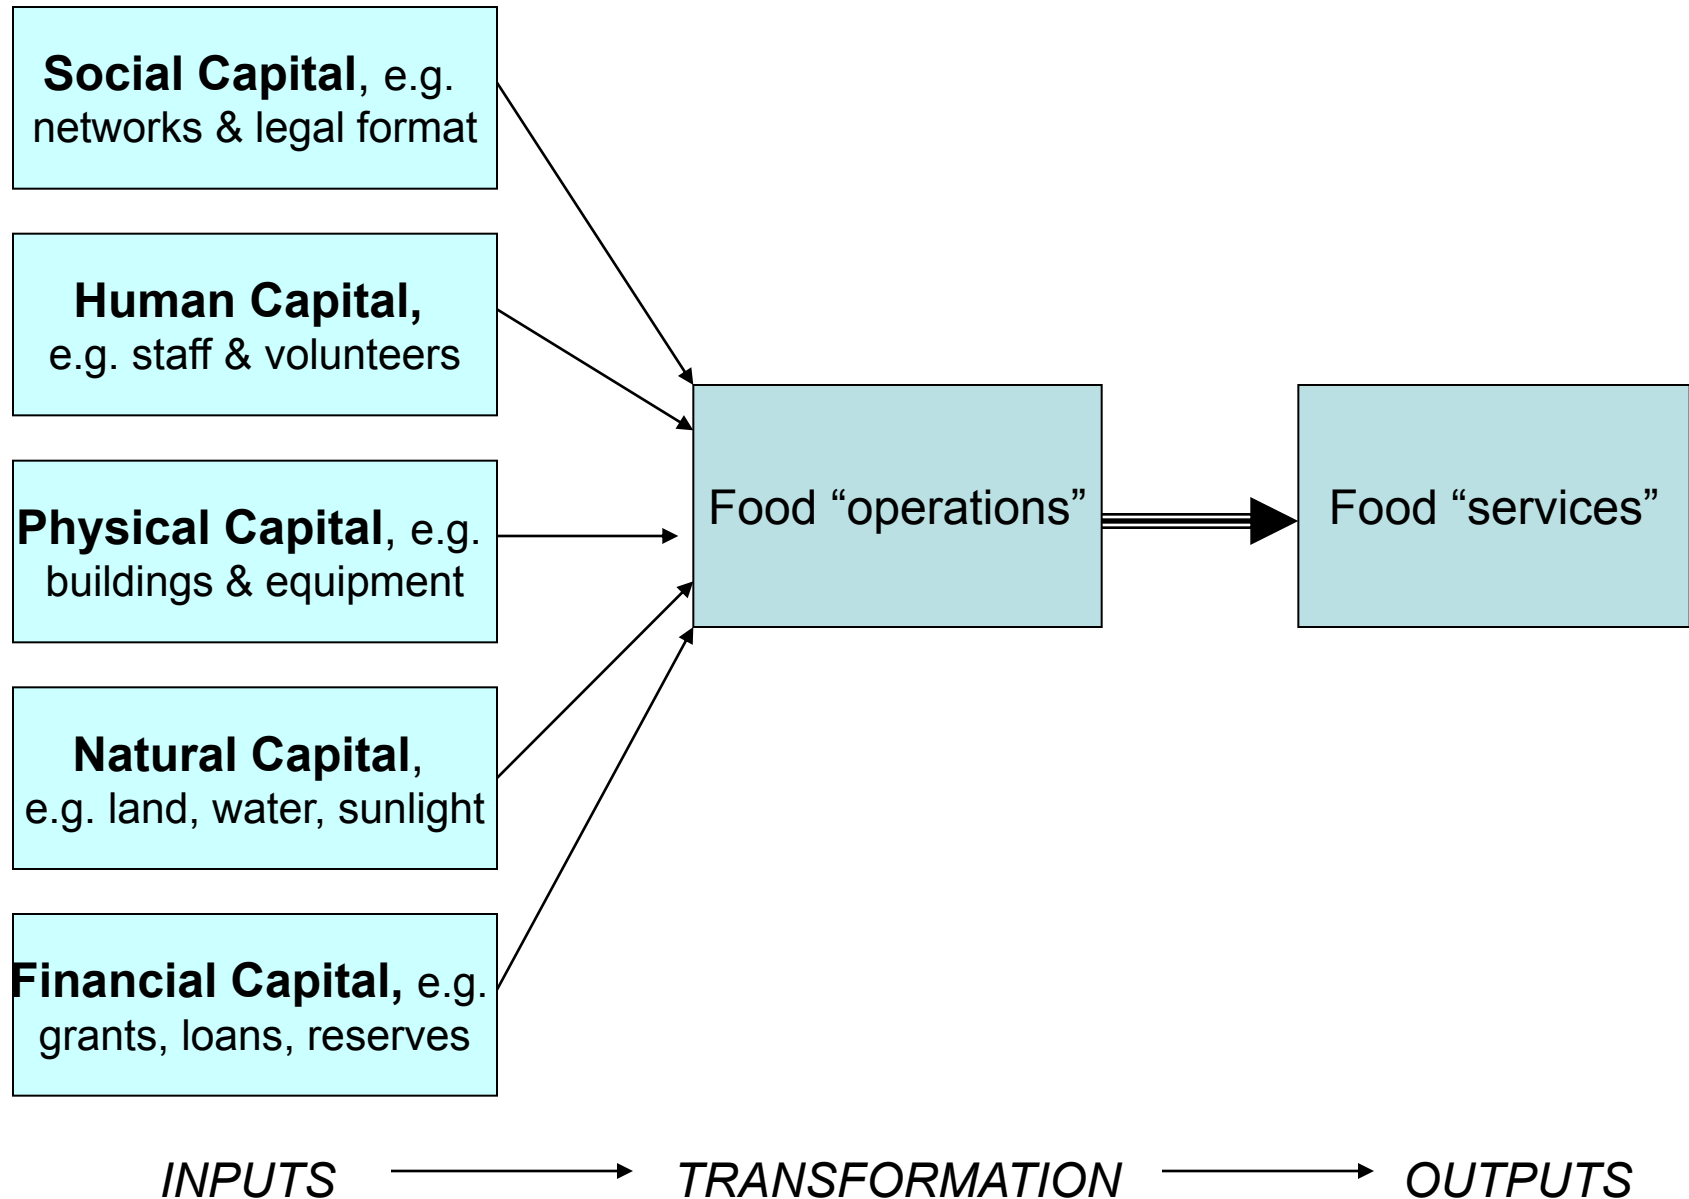 Social Capital, e.g.
networks & legal format
Human Capital,
e.g. staff & volunteers
Physical Capital, e.g.
buildings & equipment
Natural Capital,
e.g. land, water, sunlight
Financial Capital, e.g.
grants, loans, reserves
Food “operations”
Food “services”
INPUTS TRANSFORMATION OUTPUTS